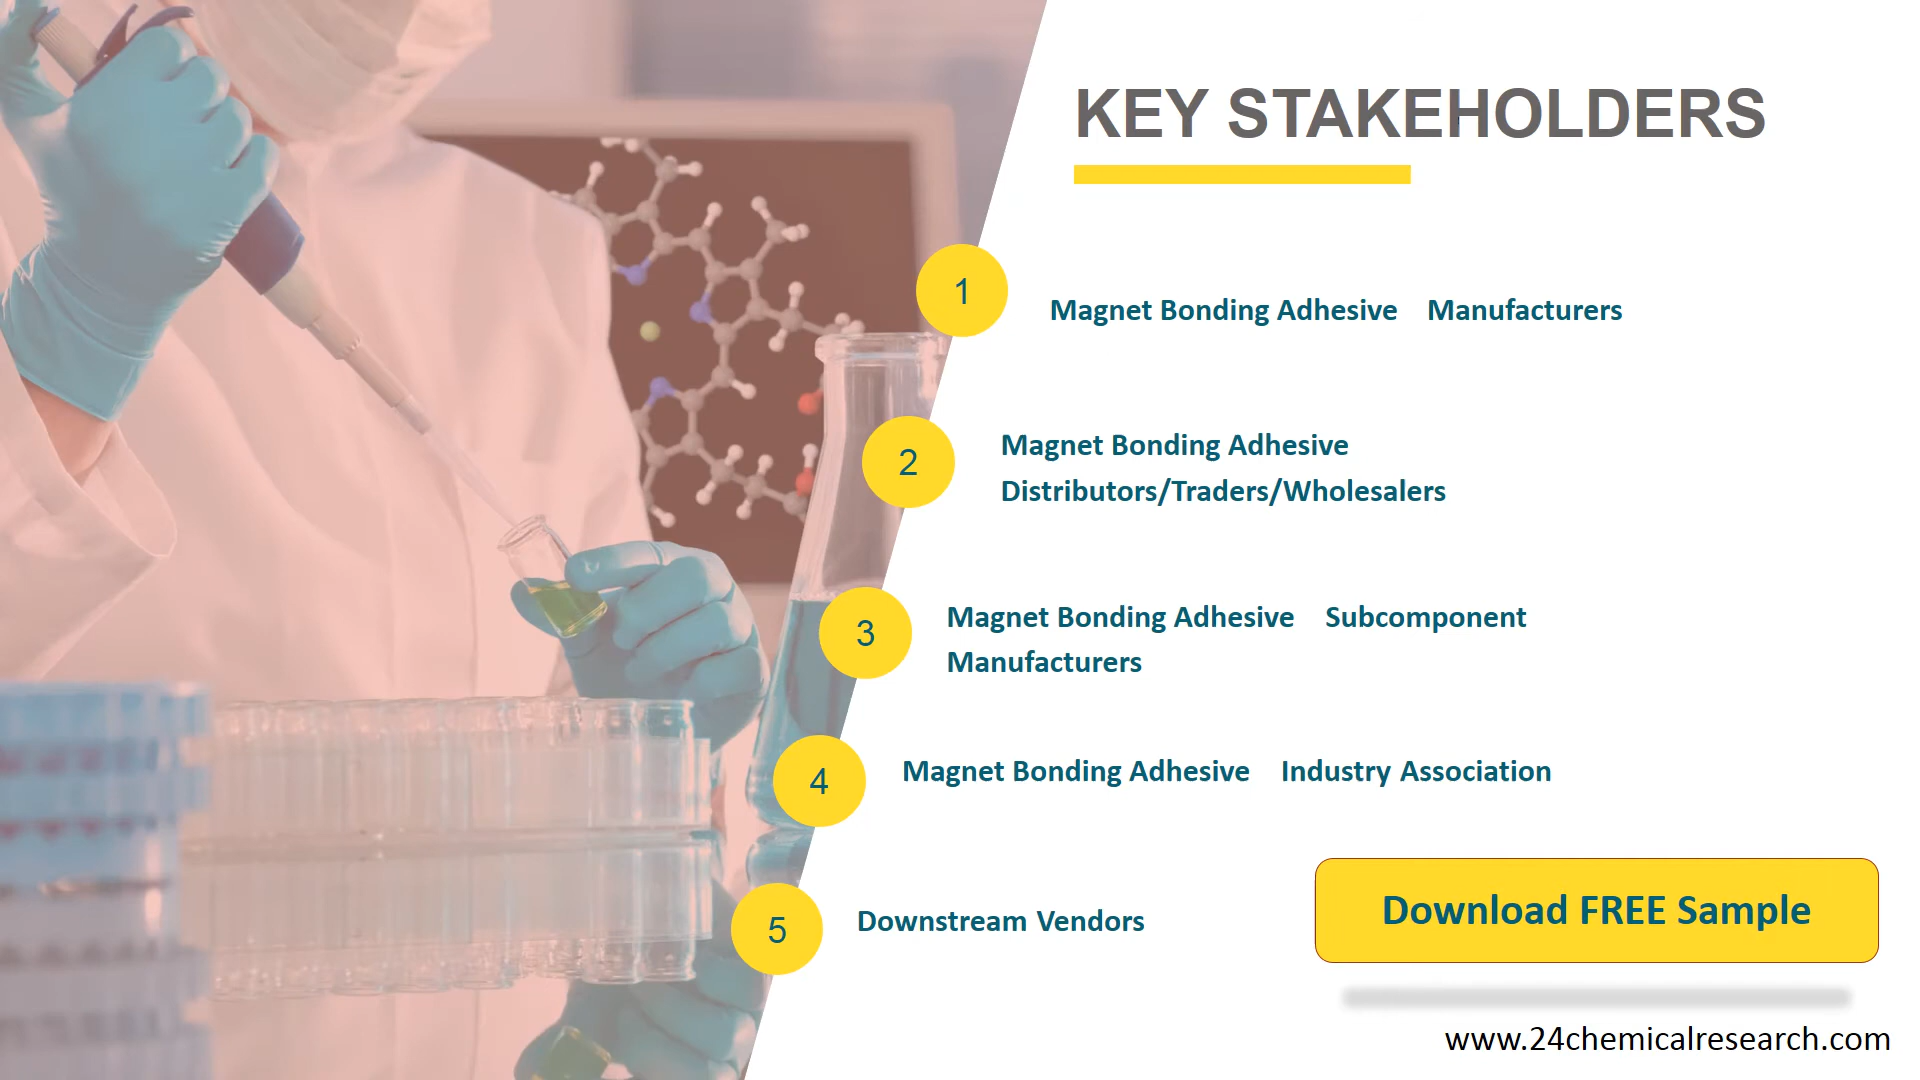 KEY STAKEHOLDERS
1
Magnet Bonding Adhesive Manufacturers
2
Magnet Bonding Adhesive
Distributors/Traders/Wholesalers
3
Magnet Bonding Adhesive Subcomponent
Manufacturers
4
Magnet Bonding Adhesive Industry Association
5
Downstream Vendors
Download FREE Sample
www.24chemicalresearch.com